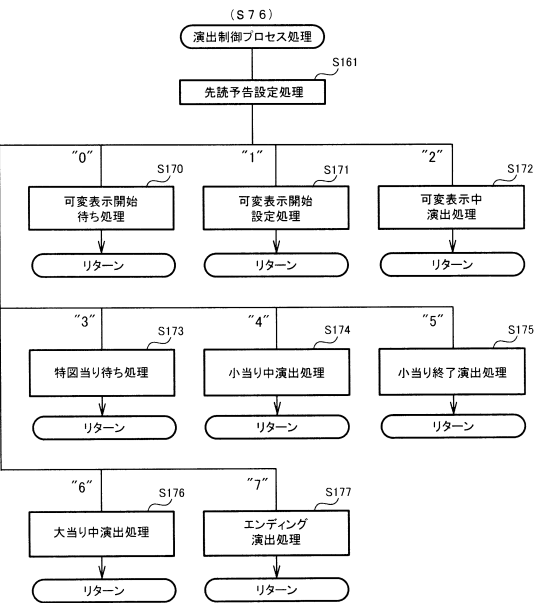 (S76)
演出制御プロセス処理
S161
先読予告設定処理
"0"
S170
可変表示開始
待ち処理
リターン
"1"
S171
可変表示開始
設定処理
リターン
"2"
S172
可変表示中
演出処理
リターン
"3"
S173
特図当り待ち処理
リターン
"4"
S174
小当り中演出処理
リターン
"5"
S175
小当り終了演出処理
リターン
"6"
S176
大当り中演出処理
リターン
"7"
S177
エンディング
演出処理
リターン